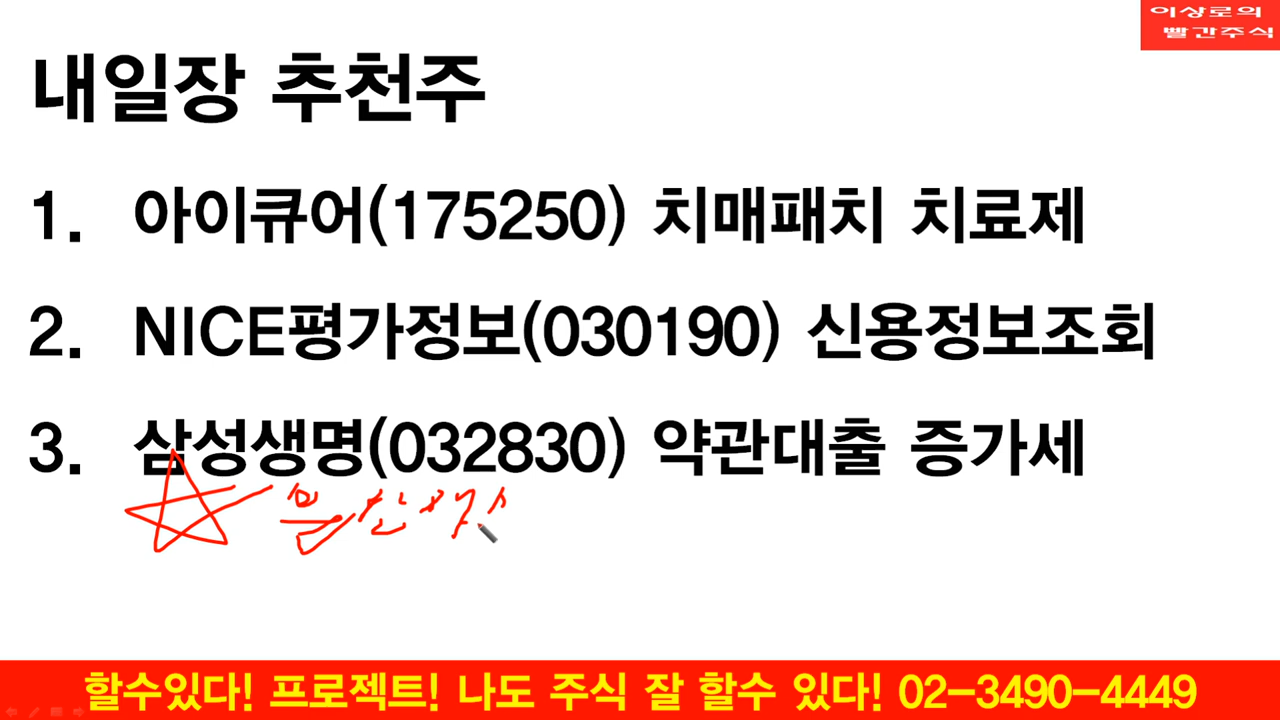 이상로의
빨간주식
내일장 추천주
1. 아이큐어(175250) 치매패치 치료제
2. NICE평가정보(030190) 신용정보조회
3. 삼성생명(032830) 약관대출 증가세
할수있다! 프로젝트! 나도 주식 잘 할수 있다! 02-3490-4449